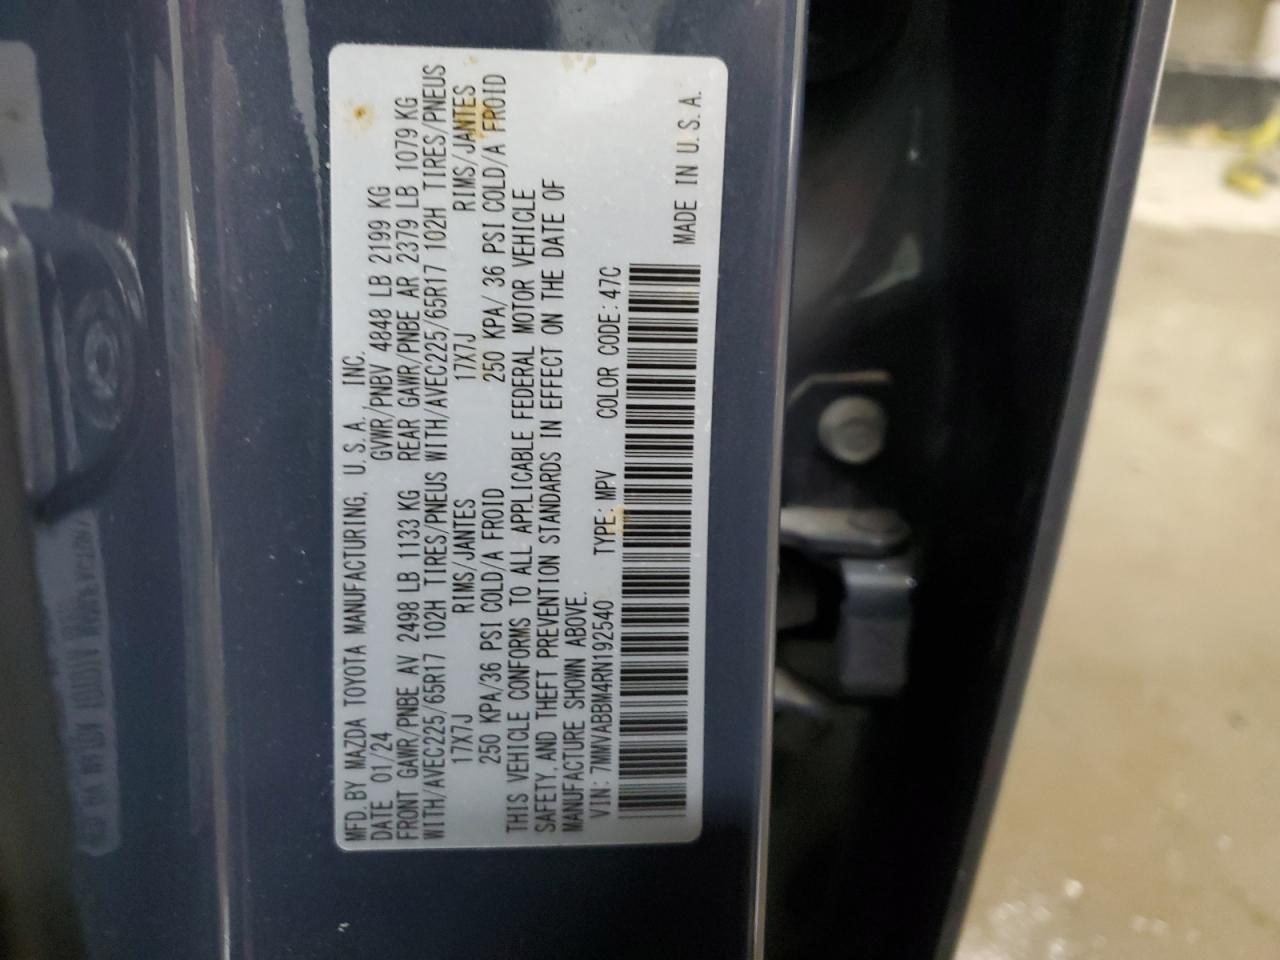 MFD. BY MAZDA TOYOTA MANUFACTURING, U.S.A., INC.
DATE 01/24 GVWR/PNBV 4848 LB 2199 KG
FRONT GAWR/PNBE AV 2498 LB 1133 KG REAR GAWR/PNBE AR 2379 LB 1079 KG
WITH/AVEC225/65R17 102H TIRES/PNEUS WITH/AVEC225/65R17 102H TIRES/PNEUS
17X7J RIMS/JANTES 17X7J RIMS/JANTES
250 KPA/36 PSI COLD/A FROID 250 KPA/ 36 PSI COLD/A FROID
THIS VEHICLE CONFORMS TO ALL APPLICABLE FEDERAL MOTOR VEHICLE
SAFETY, AND THEFT PREVENTION STANDARDS IN EFFECT ON THE DATE OF
MANUFACTURE SHOWN ABOVE.
VIN: 7MMVABBM4RN192540 TYPE: MPV COLOR CODE: 47C
MADE IN U.S.A.